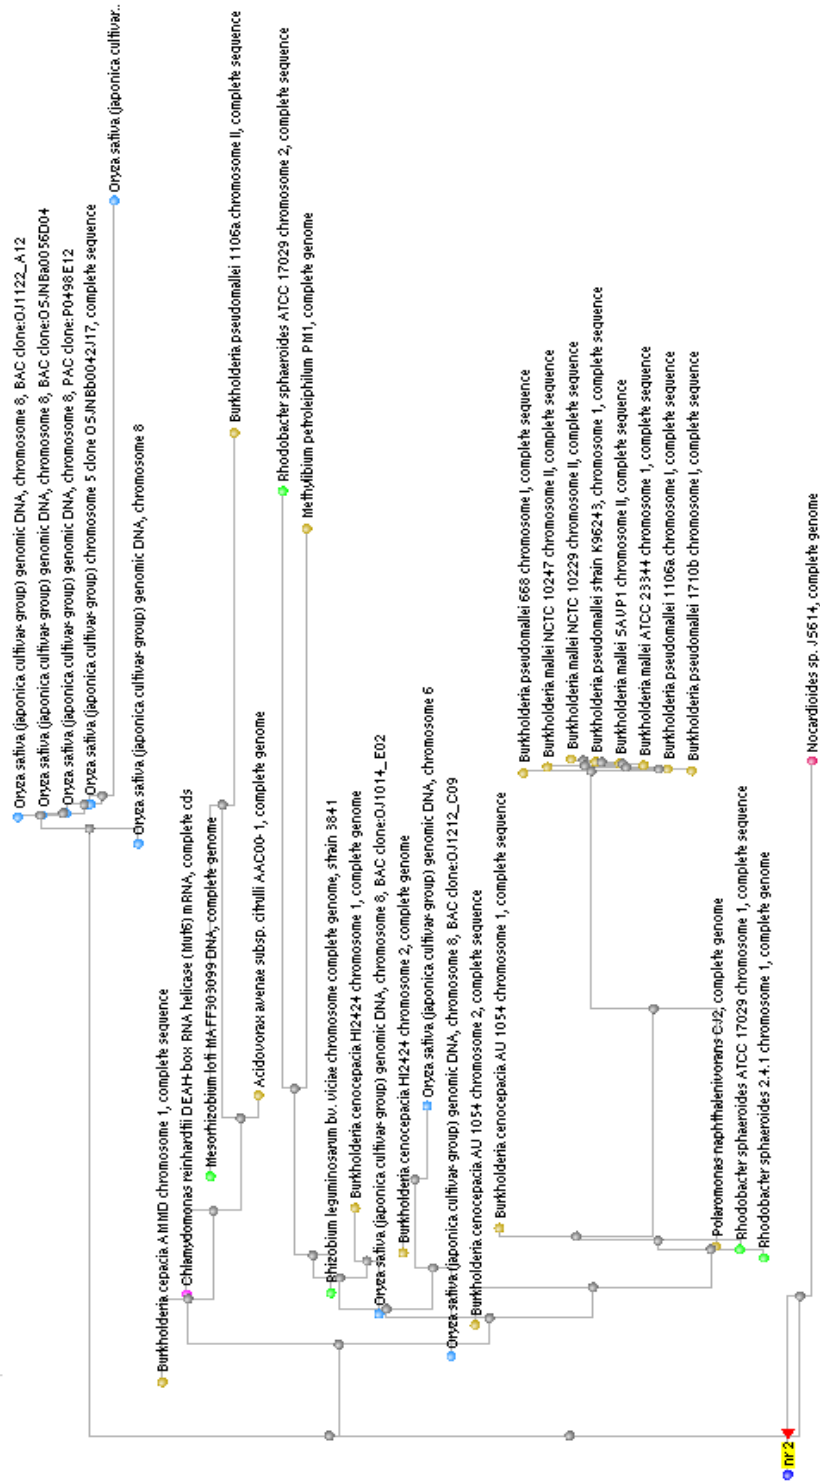 Oryza sativa (japonica cultivar-group) genomic DNA, chromosome 8, BAC clone:OJ1122_A12
Oryza sativa (japonica cultivar-group) genomic DNA, chromosome 8, BAC clone:OSJNBa0056D04
Oryza sativa (japonica cultivar-group) genomic DNA, chromosome 8, PAC clone:P0498E12
Oryza sativa (japonica cultivar-group) chromosome 5 clone OSJNBb0042J17, complete sequence
Oryza sativa (japonica cultivar..
Oryza sativa (japonica cultivar-group) genomic DNA, chromosome 8
Burkholderia cepacia AMMD chromosome 1, complete sequence
Chlamydomonas reinhardtii DEAH-box RNA helicase (Mut6) mRNA, complete cds
Mesorhizobium loti MAFF303099 DNA, complete genome
Burkholderia pseudomallei 1106a chromosome II, complete sequence
Acidovorax avenae subsp. citrulli AAC00-1, complete genome
Rhodobacter sphaeroides ATCC 17029 chromosome 2, complete sequence
Methylibium petroleiphilum PM1, complete genome
Rhizobium leguminosarum bv. viciae chromosome complete genome, strain 3841
Burkholderia cenocepacia HI2424 chromosome 1, complete genome
Oryza sativa (japonica cultivar-group) genomic DNA, chromosome 8, BAC clone:OJ1014_E02
Burkholderia cenocepacia HI2424 chromosome 2, complete genome
Oryza sativa (japonica cultivar-group) genomic DNA, chromosome 6
Oryza sativa (japonica cultivar-group) genomic DNA, chromosome 8, BAC clone:OJ1212_C09
Burkholderia cenocepacia AU 1054 chromosome 2, complete sequence
Burkholderia cenocepacia AU 1054 chromosome 1, complete sequence
Burkholderia pseudomallei 668 chromosome I, complete sequence
Burkholderia mallei NCTC 10247 chromosome II, complete sequence
Burkholderia mallei NCTC 10229 chromosome II, complete sequence
Burkholderia pseudomallei strain K96243, chromosome 1, complete sequence
Burkholderia mallei SAVP1 chromosome II, complete sequence
Burkholderia mallei ATCC 23344 chromosome 1, complete sequence
Burkholderia pseudomallei 1106a chromosome I, complete sequence
Burkholderia pseudomallei 1710b chromosome I, complete sequence
Polaromonas naphthalenivorans CJ2, complete genome
Rhodobacter sphaeroides ATCC 17029 chromosome 1, complete sequence
Rhodobacter sphaeroides 2.4.1 chromosome 1, complete genome
nr 2
Nocardioides sp. JS614, complete genome